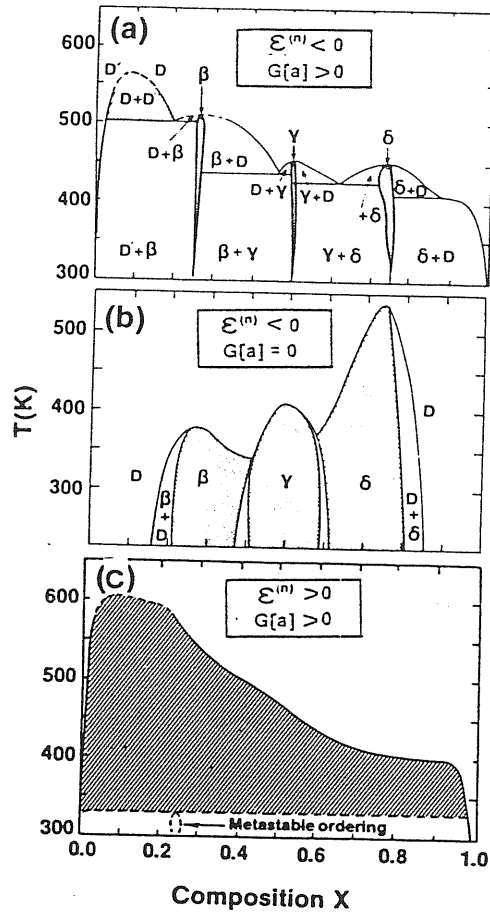 (a)
Ɛ⁽ⁿ⁾ < 0
G[a] > 0
600
500
400
300
D'
D
D+D'
β
D+β
β+D
γ
D+γ
γ+D
δ
+δ
δ+D
D'+β
β+γ
γ+δ
δ+D
(b)
Ɛ⁽ⁿ⁾ < 0
G[a] = 0
T(K)
500
400
300
D
β+D
β
γ
δ
D+δ
D
(c)
Ɛ⁽ⁿ⁾ > 0
G[a] > 0
600
500
400
300
Metastable ordering
0 0.2 0.4 0.6 0.8 1.0
Composition X